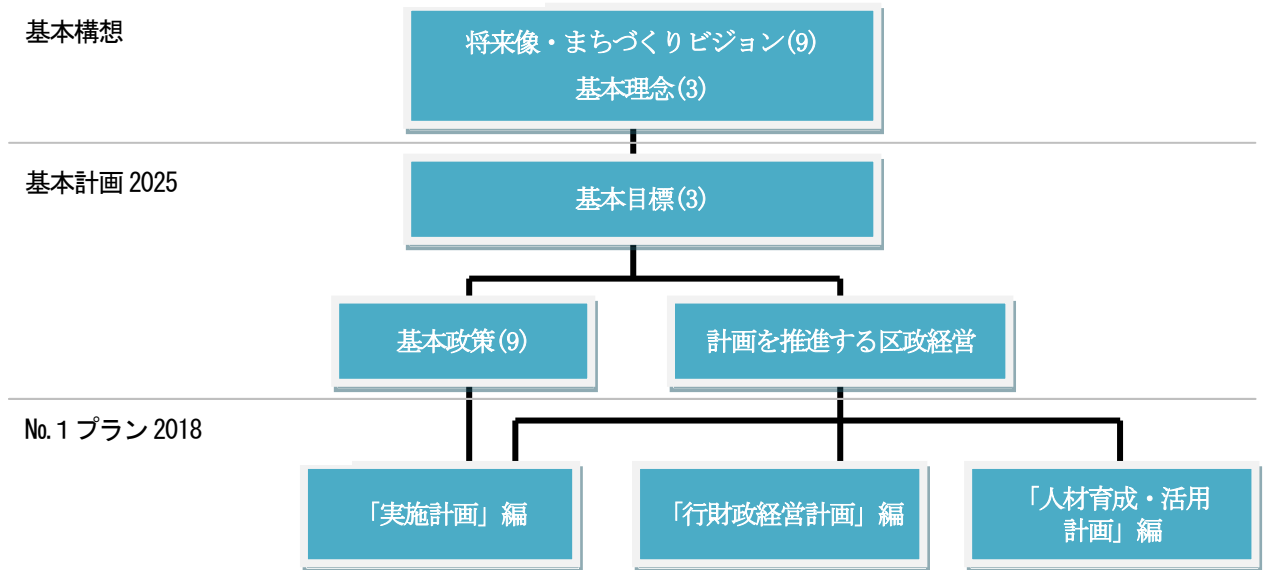 基本構想
将来像・まちづくりビジョン(9)
基本理念(3)
基本計画 2025
基本目標(3)
基本政策(9)
計画を推進する区政経営
№１プラン 2018
「実施計画」編
「行財政経営計画」編
「人材育成・活用
計画」編